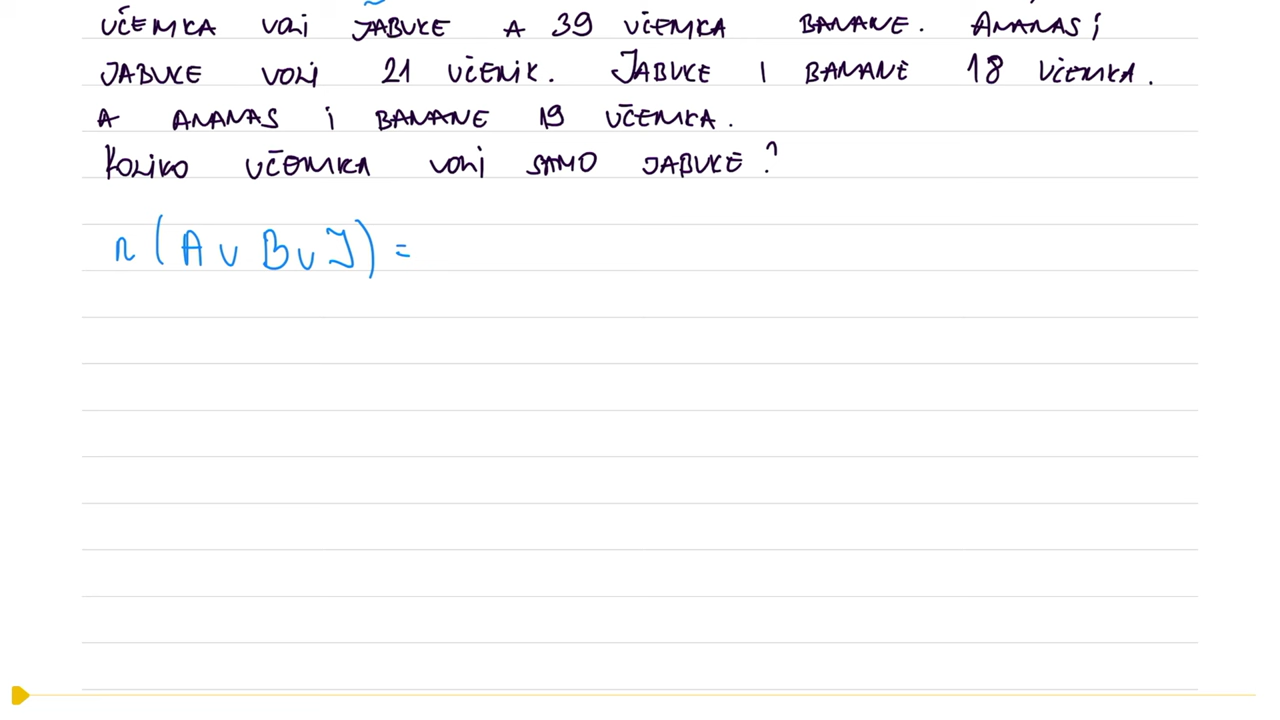 UČENIKA VOLI JABUKE A 39 UČENIKA BANANE. ANANAS I
JABUKE VOLI 21 UČENIK. JABUKE I BANANE 18 UČENIKA.
A ANANAS I BANANE 19 UČENIKA.
KOLIKO UČENIKA VOLI SAMO JABUKE?
n(A∪B∪J)=